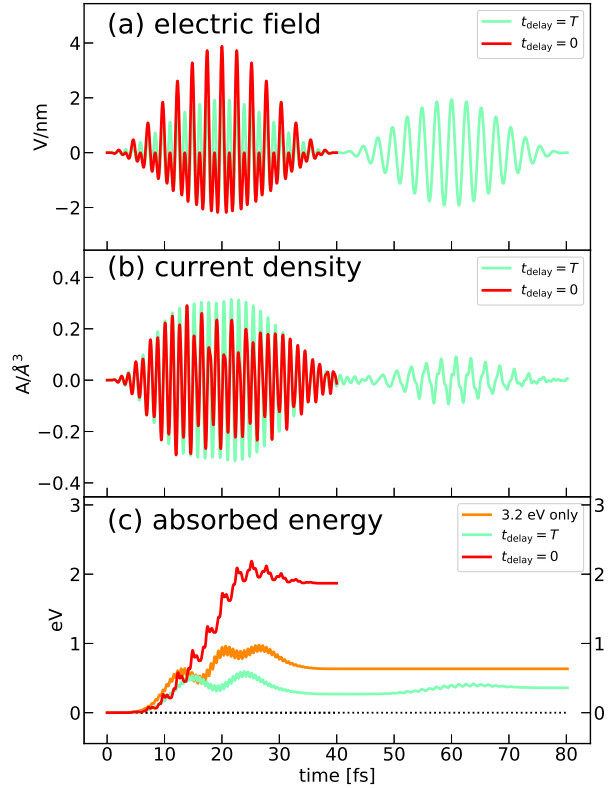 (a) electric field
t_delay = T
t_delay = 0
4
2
0
−2
V/nm
(b) current density
t_delay = T
t_delay = 0
0.4
0.2
0.0
−0.2
−0.4
A/Å³
(c) absorbed energy
3.2 eV only
t_delay = T
t_delay = 0
3
2
1
0
eV
3
2
1
0
0 10 20 30 40 50 60 70 80
time [fs]